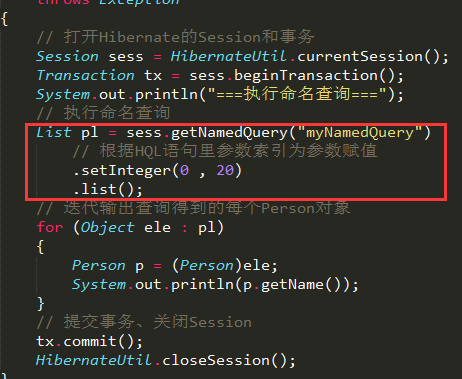 throws Exception
{
// 打开Hibernate的Session和事务
Session sess = HibernateUtil.currentSession();
Transaction tx = sess.beginTransaction();
System.out.println("===执行命名查询===");
// 执行命名查询
List pl = sess.getNamedQuery("myNamedQuery")
// 根据HQL语句里参数索引为参数赋值
.setInteger(0 , 20)
.list();
// 迭代输出查询得到的每个Person对象
for (Object ele : pl)
{
Person p = (Person)ele;
System.out.println(p.getName());
}
// 提交事务、关闭Session
tx.commit();
HibernateUtil.closeSession();
}